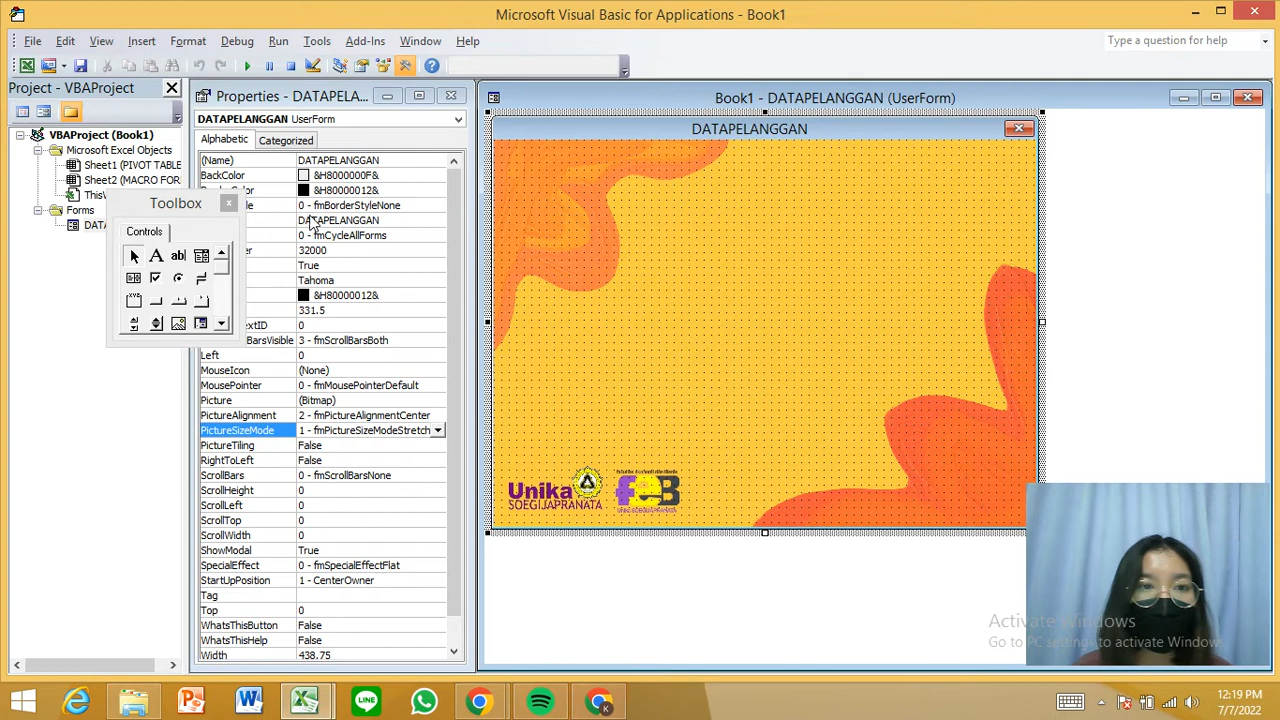 Microsoft Visual Basic for Applications - Book1
File Edit View Insert Format Debug Run Tools Add-Ins Window Help
Type a question for help
Project - VBAProject
VBAProject (Book1)
Microsoft Excel Objects
Sheet1 (PIVOT TABLE
Sheet2 (MACRO FORM
Forms
Toolbox
Controls
A
ab|
Properties - DATAPELA...
DATAPELANGGAN UserForm
Alphabetic Categorized
(Name) DATAPELANGGAN
BackColor &H8000000F&
&H80000012&
0 - fmBorderStyleNone
DATAPELANGGAN
0 - fmCycleAllForms
32000
True
Tahoma
&H80000012&
331.5
0
3 - fmScrollBarsBoth
Left 0
MouseIcon (None)
MousePointer 0 - fmMousePointerDefault
Picture (Bitmap)
PictureAlignment 2 - fmPictureAlignmentCenter
PictureSizeMode 1 - fmPictureSizeModeStretch
PictureTiling False
RightToLeft False
ScrollBars 0 - fmScrollBarsNone
ScrollHeight 0
ScrollLeft 0
ScrollTop 0
ScrollWidth 0
ShowModal True
SpecialEffect 0 - fmSpecialEffectFlat
StartUpPosition 1 - CenterOwner
Tag
Top 0
WhatsThisButton False
WhatsThisHelp False
Width 438.75
Book1 - DATAPELANGGAN (UserForm)
DATAPELANGGAN
Unika
SOEGIJAPRANATA
feB
UNIKA SOEGIJAPRANATA
Activate Windows
Go to PC settings to activate Windows.
12:19 PM
7/7/2022